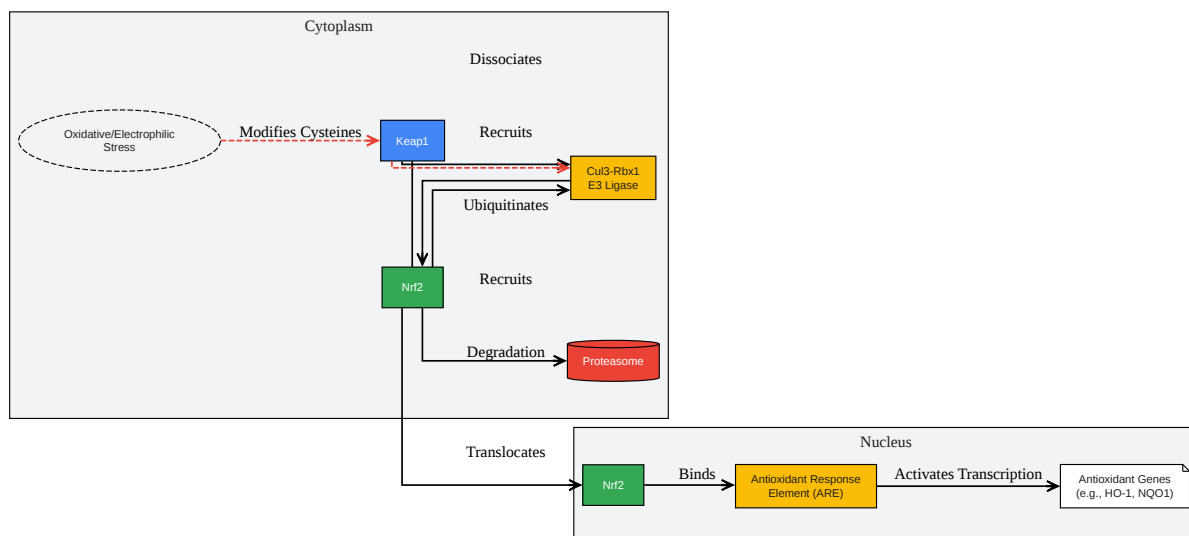 Cytoplasm
Dissociates
Oxidative/Electrophilic
Stress
Modifies Cysteines
Keap1
Recruits
Cul3-Rbx1
E3 Ligase
Ubiquitinates
Nrf2
Recruits
Degradation
Proteasome
Translocates
Nucleus
Nrf2
Binds
Antioxidant Response
Element (ARE)
Activates Transcription
Antioxidant Genes
(e.g., HO-1, NQO1)